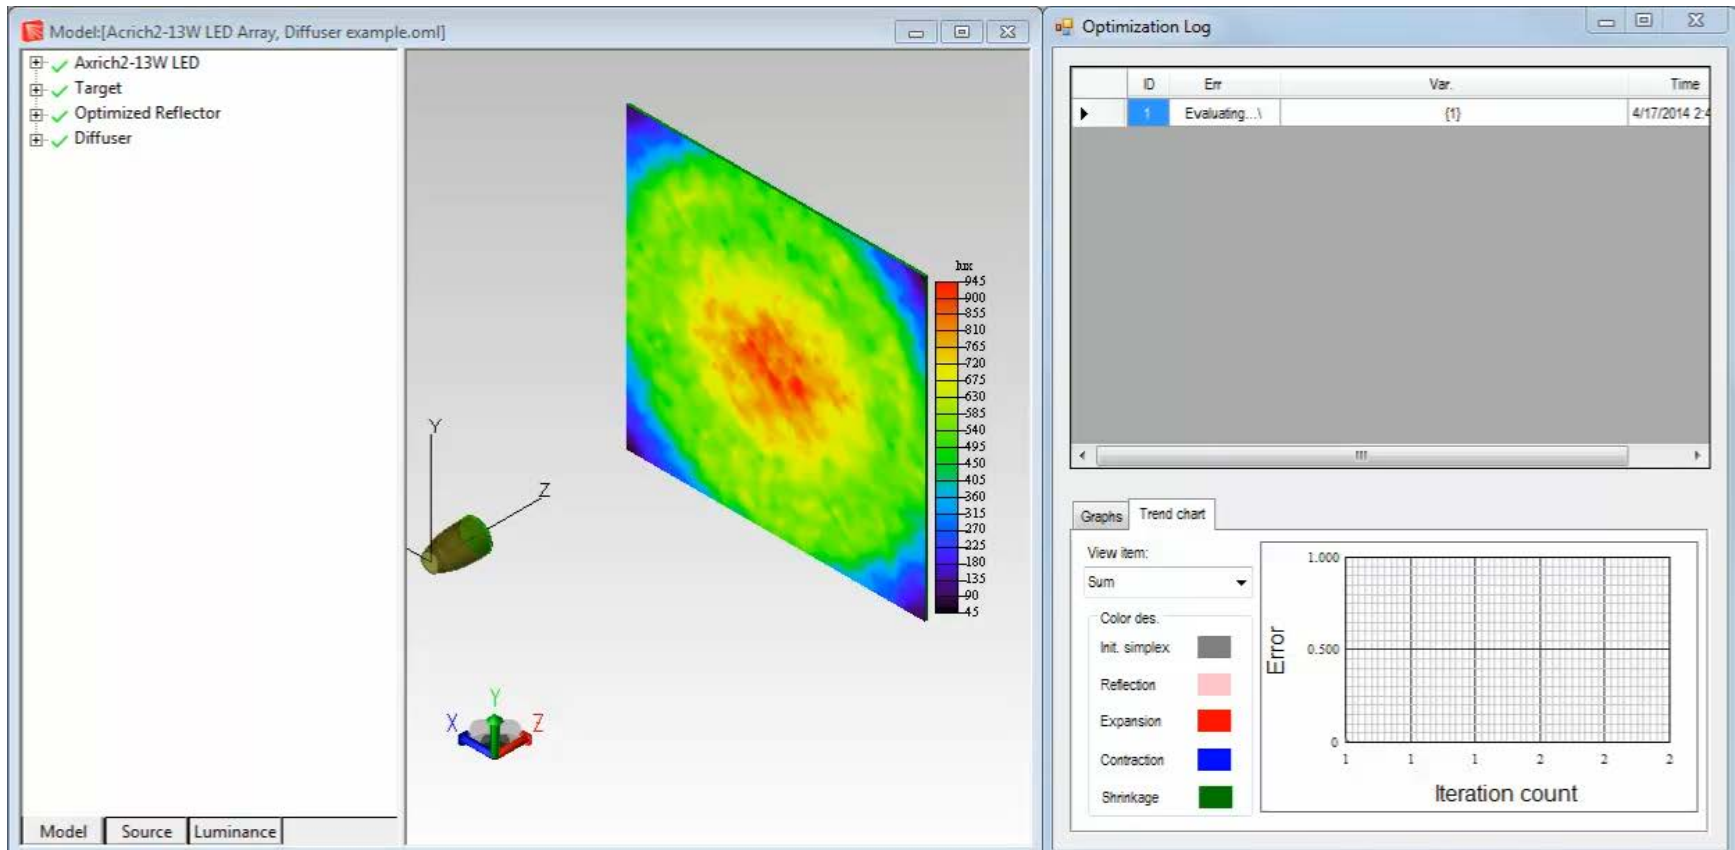 Model:[Acrich2-13W LED Array, Diffuser example.oml]
Axrich2-13W LED
Target
Optimized Reflector
Diffuser
Y
Z
lux
945
900
855
810
765
720
675
630
585
540
495
450
405
360
315
270
225
180
135
90
45
X
Y
Z
Model Source Luminance
Optimization Log
ID Err Var. Time
1 Evaluating...\ {1} 4/17/2014 2:4
Graphs Trend chart
View item:
Sum
Color des.
Init. simplex
Reflection
Expansion
Contraction
Shrinkage
Error
1.000
0.500
0
1 1 1 2 2 2
Iteration count